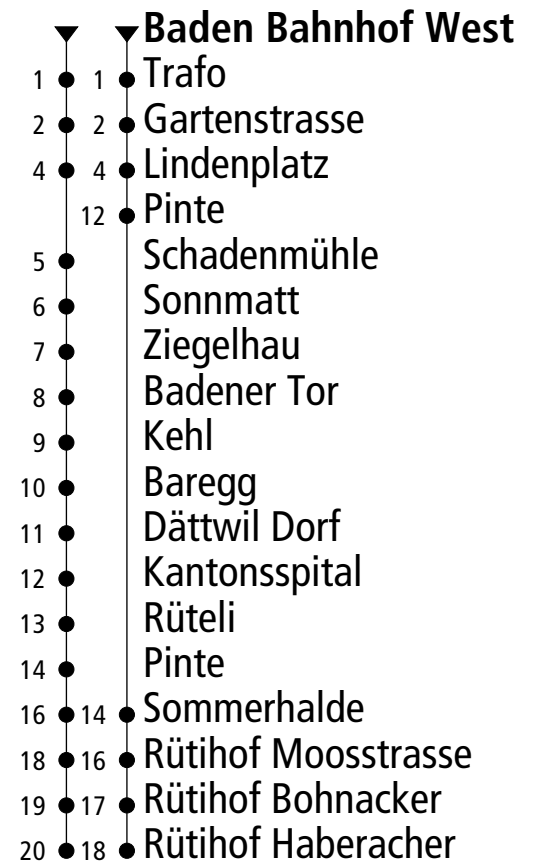 Baden Bahnhof West
1 1 Trafo
2 2 Gartenstrasse
4 4 Lindenplatz
12 Pinte
5 Schadenmühle
6 Sonnmatt
7 Ziegelhau
8 Badener Tor
9 Kehl
10 Baregg
11 Dättwil Dorf
12 Kantonsspital
13 Rüteli
14 Pinte
16 14 Sommerhalde
18 16 Rütihof Moosstrasse
19 17 Rütihof Bohnacker
20 18 Rütihof Haberacher